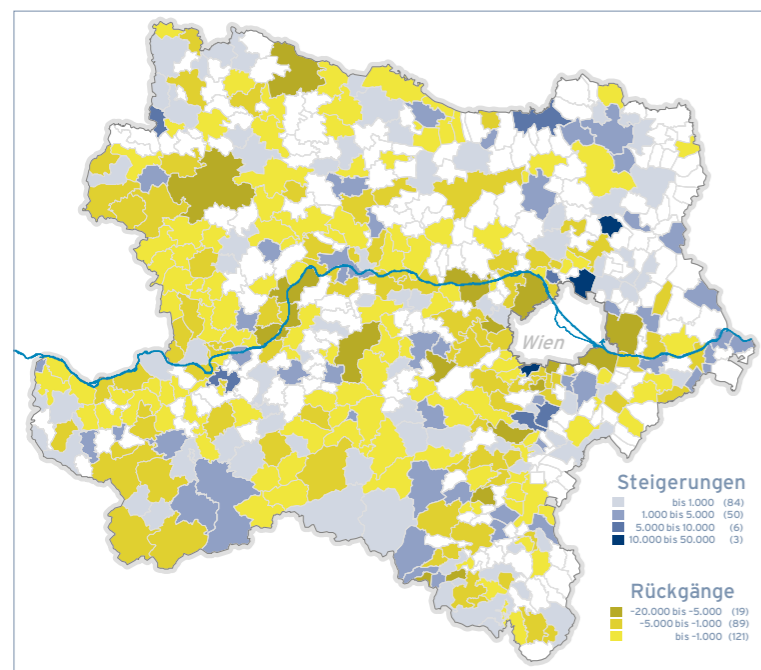 Wien
Steigerungen
bis 1.000 (84)
1.000 bis 5.000 (50)
5.000 bis 10.000 (6)
10.000 bis 50.000 (3)
Rückgänge
-20.000 bis -5.000 (19)
-5.000 bis -1.000 (89)
bis -1.000 (121)